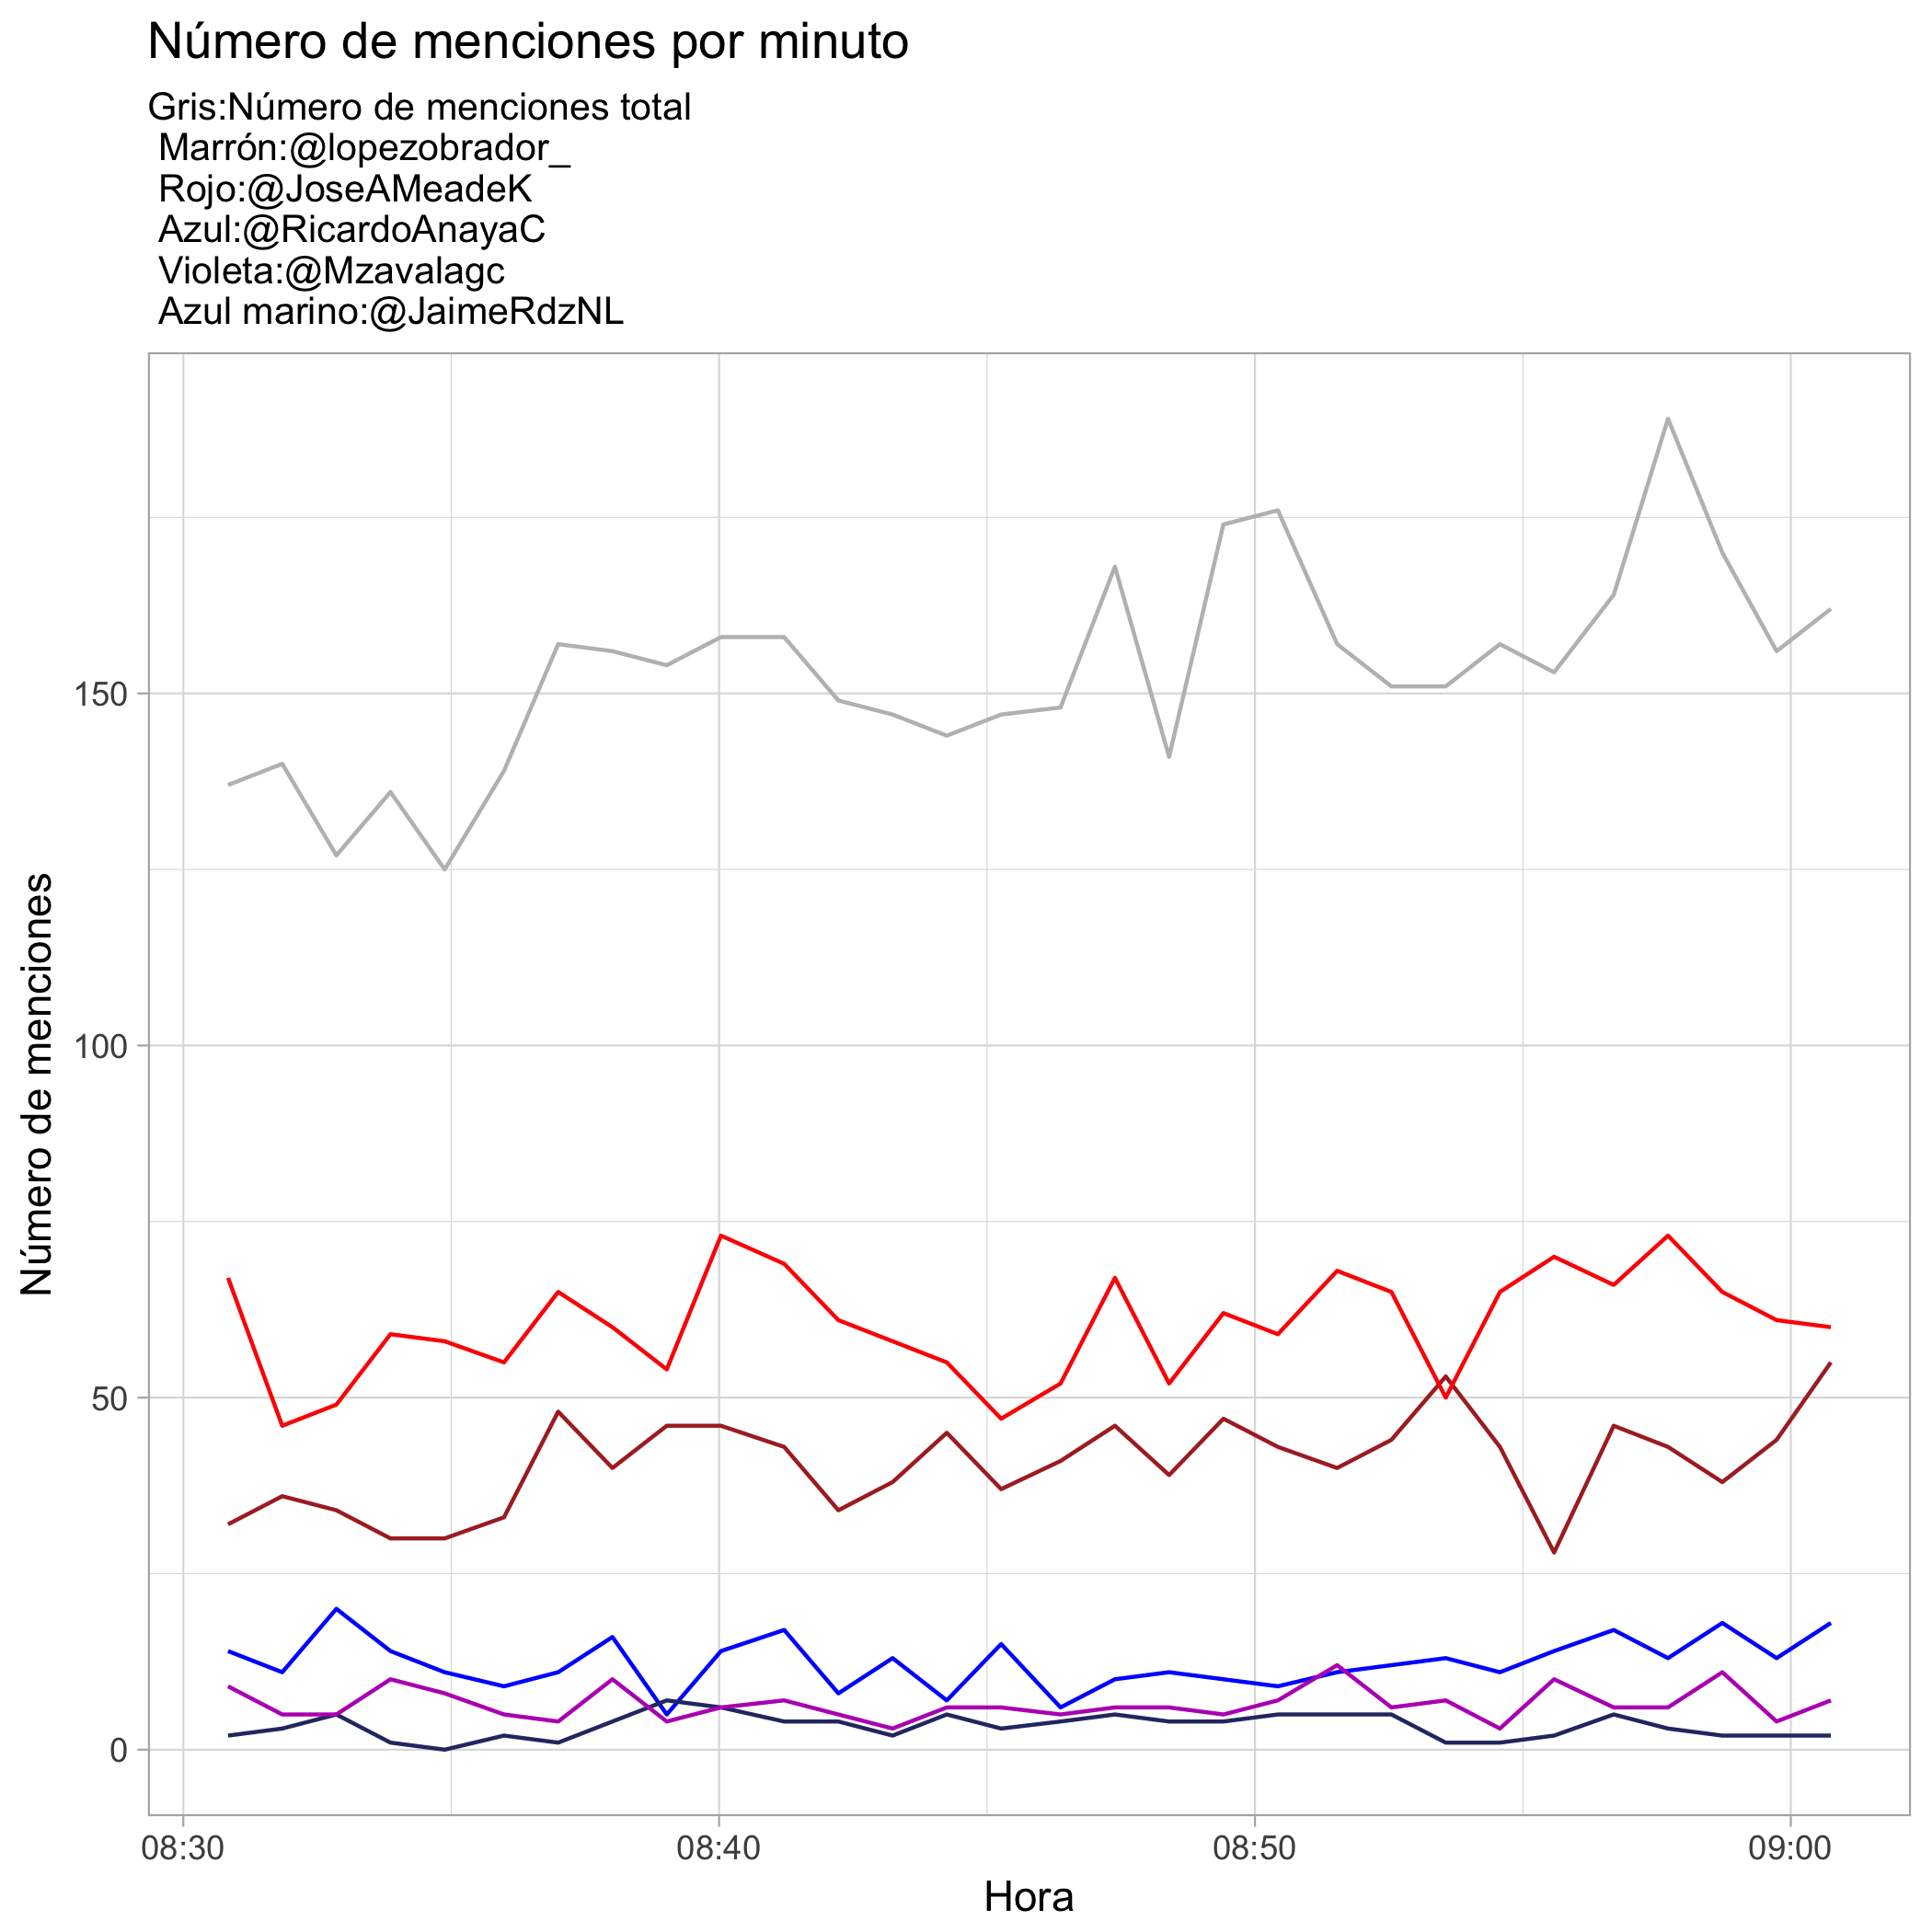 Número de menciones por minuto
Gris:Número de menciones total
Marrón:@lopezobrador_
Rojo:@JoseAMeadeK
Azul:@RicardoAnayaC
Violeta:@Mzavalagc
Azul marino:@JaimeRdzNL
Número de menciones
150
100
50
0
08:30
08:40
08:50
09:00
Hora